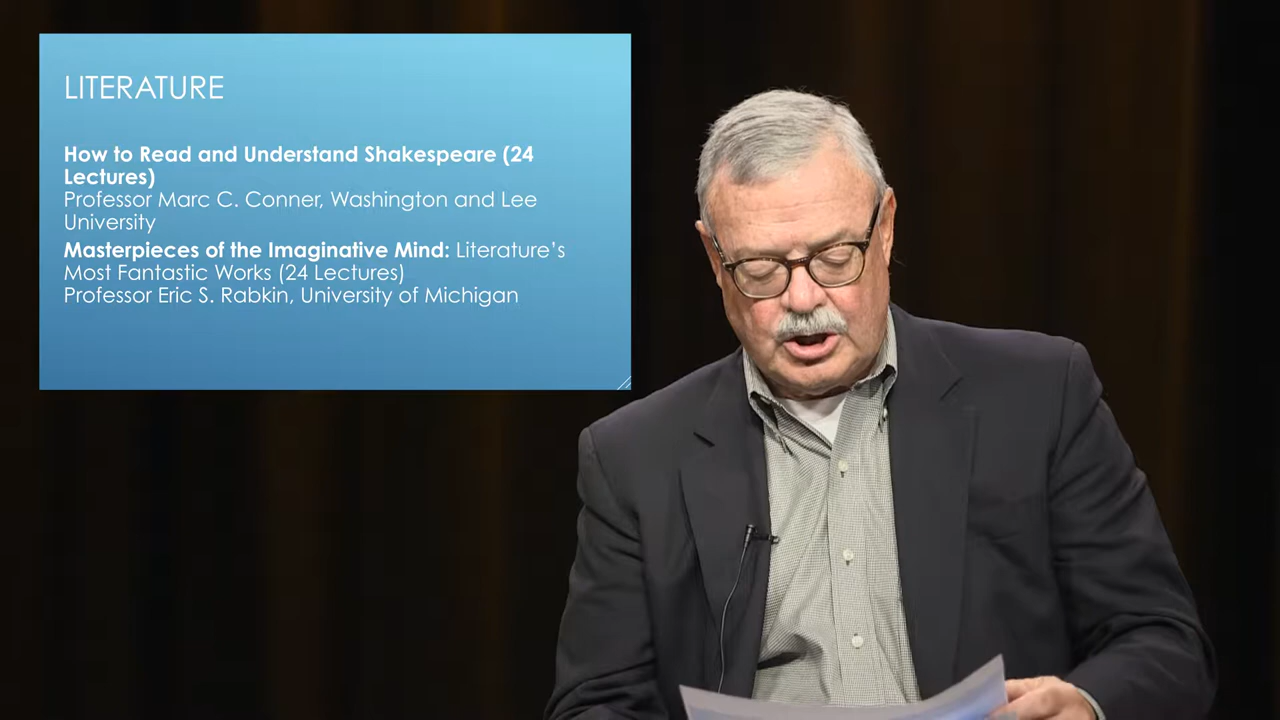 LITERATURE
How to Read and Understand Shakespeare (24
Lectures)
Professor Marc C. Conner, Washington and Lee
University
Masterpieces of the Imaginative Mind: Literature's
Most Fantastic Works (24 Lectures)
Professor Eric S. Rabkin, University of Michigan